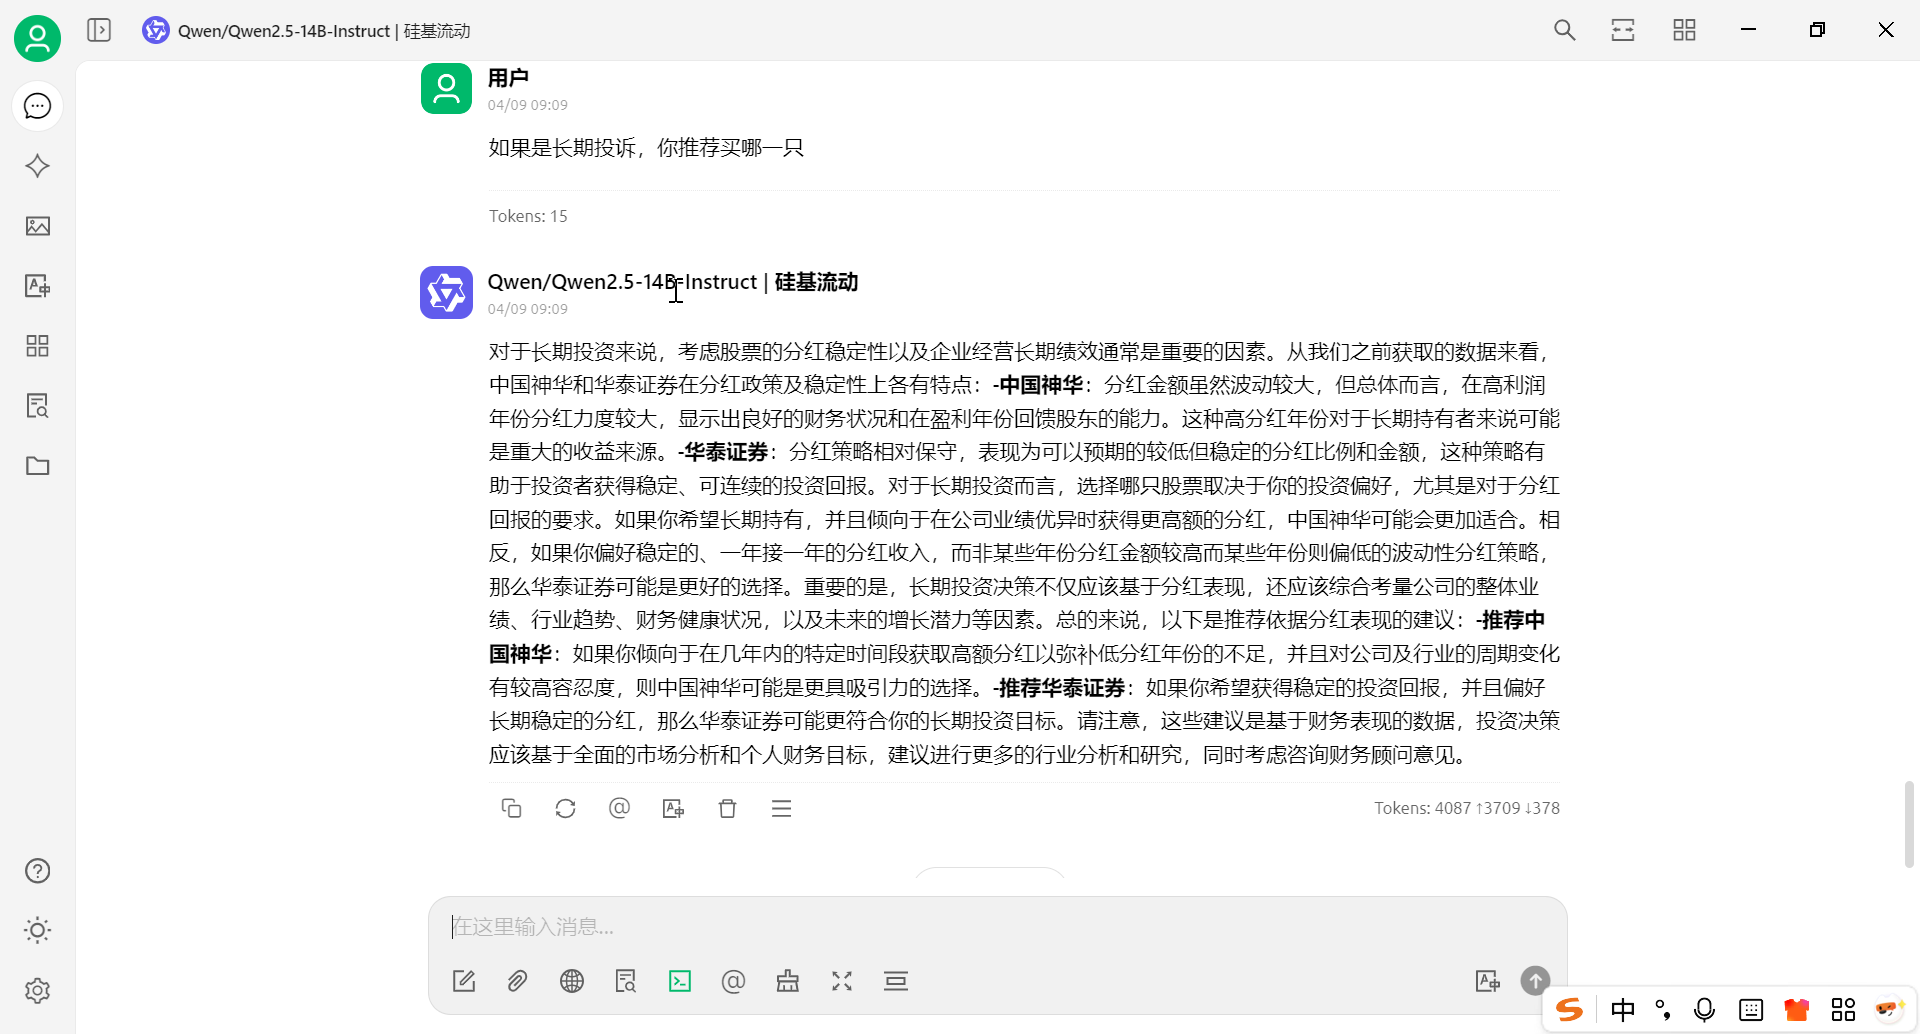 Qwen/Qwen2.5-14B-Instruct | 硅基流动
用户
04/09 09:09
如果是长期投诉，你推荐买哪一只
Tokens: 15
Qwen/Qwen2.5-14B-Instruct | 硅基流动
04/09 09:09
对于长期投资来说，考虑股票的分红稳定性以及企业经营长期绩效通常是重要的因素。从我们之前获取的数据来看，
中国神华和华泰证券在分红政策及稳定性上各有特点：-中国神华：分红金额虽然波动较大，但总体而言，在高利润
年份分红力度较大，显示出良好的财务状况和在盈利年份回馈股东的能力。这种高分红年份对于长期持有者来说可能
是重大的收益来源。-华泰证券：分红策略相对保守，表现为可以预期的较低但稳定的分红比例和金额，这种策略有
助于投资者获得稳定、可连续的投资回报。对于长期投资而言，选择哪只股票取决于你的投资偏好，尤其是对于分红
回报的要求。如果你希望长期持有，并且倾向于在公司业绩优异时获得更高额的分红，中国神华可能会更加适合。相
反，如果你偏好稳定的、一年接一年的分红收入，而非某些年份分红金额较高而某些年份则偏低的波动性分红策略，
那么华泰证券可能是更好的选择。重要的是，长期投资决策不仅应该基于分红表现，还应该综合考量公司的整体业
绩、行业趋势、财务健康状况，以及未来的增长潜力等因素。总的来说，以下是推荐依据分红表现的建议：-推荐中
国神华：如果你倾向于在几年内的特定时间段获取高额分红以弥补低分红年份的不足，并且对公司及行业的周期变化
有较高容忍度，则中国神华可能是更具吸引力的选择。-推荐华泰证券：如果你希望获得稳定的投资回报，并且偏好
长期稳定的分红，那么华泰证券可能更符合你的长期投资目标。请注意，这些建议是基于财务表现的数据，投资决策
应该基于全面的市场分析和个人财务目标，建议进行更多的行业分析和研究，同时考虑咨询财务顾问意见。
Tokens: 4087 ↑3709 ↓378
在这里输入消息...
中